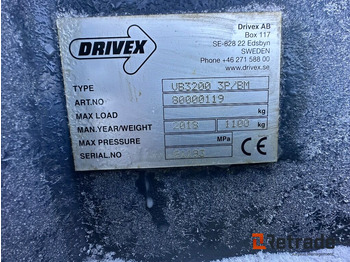 DRIVEX
Drivex AB
Box 117
SE-828 22 Edsbyn
SWEDEN
Phone +46 271 588 00
www.drivex.se
TYPE VB3200 3P/BM
ART.NO 80000119
MAX LOAD kg
MAN.YEAR/WEIGHT 2018 1100 kg
MAX PRESSURE MPa
SERIAL.NO
CE
Retrade